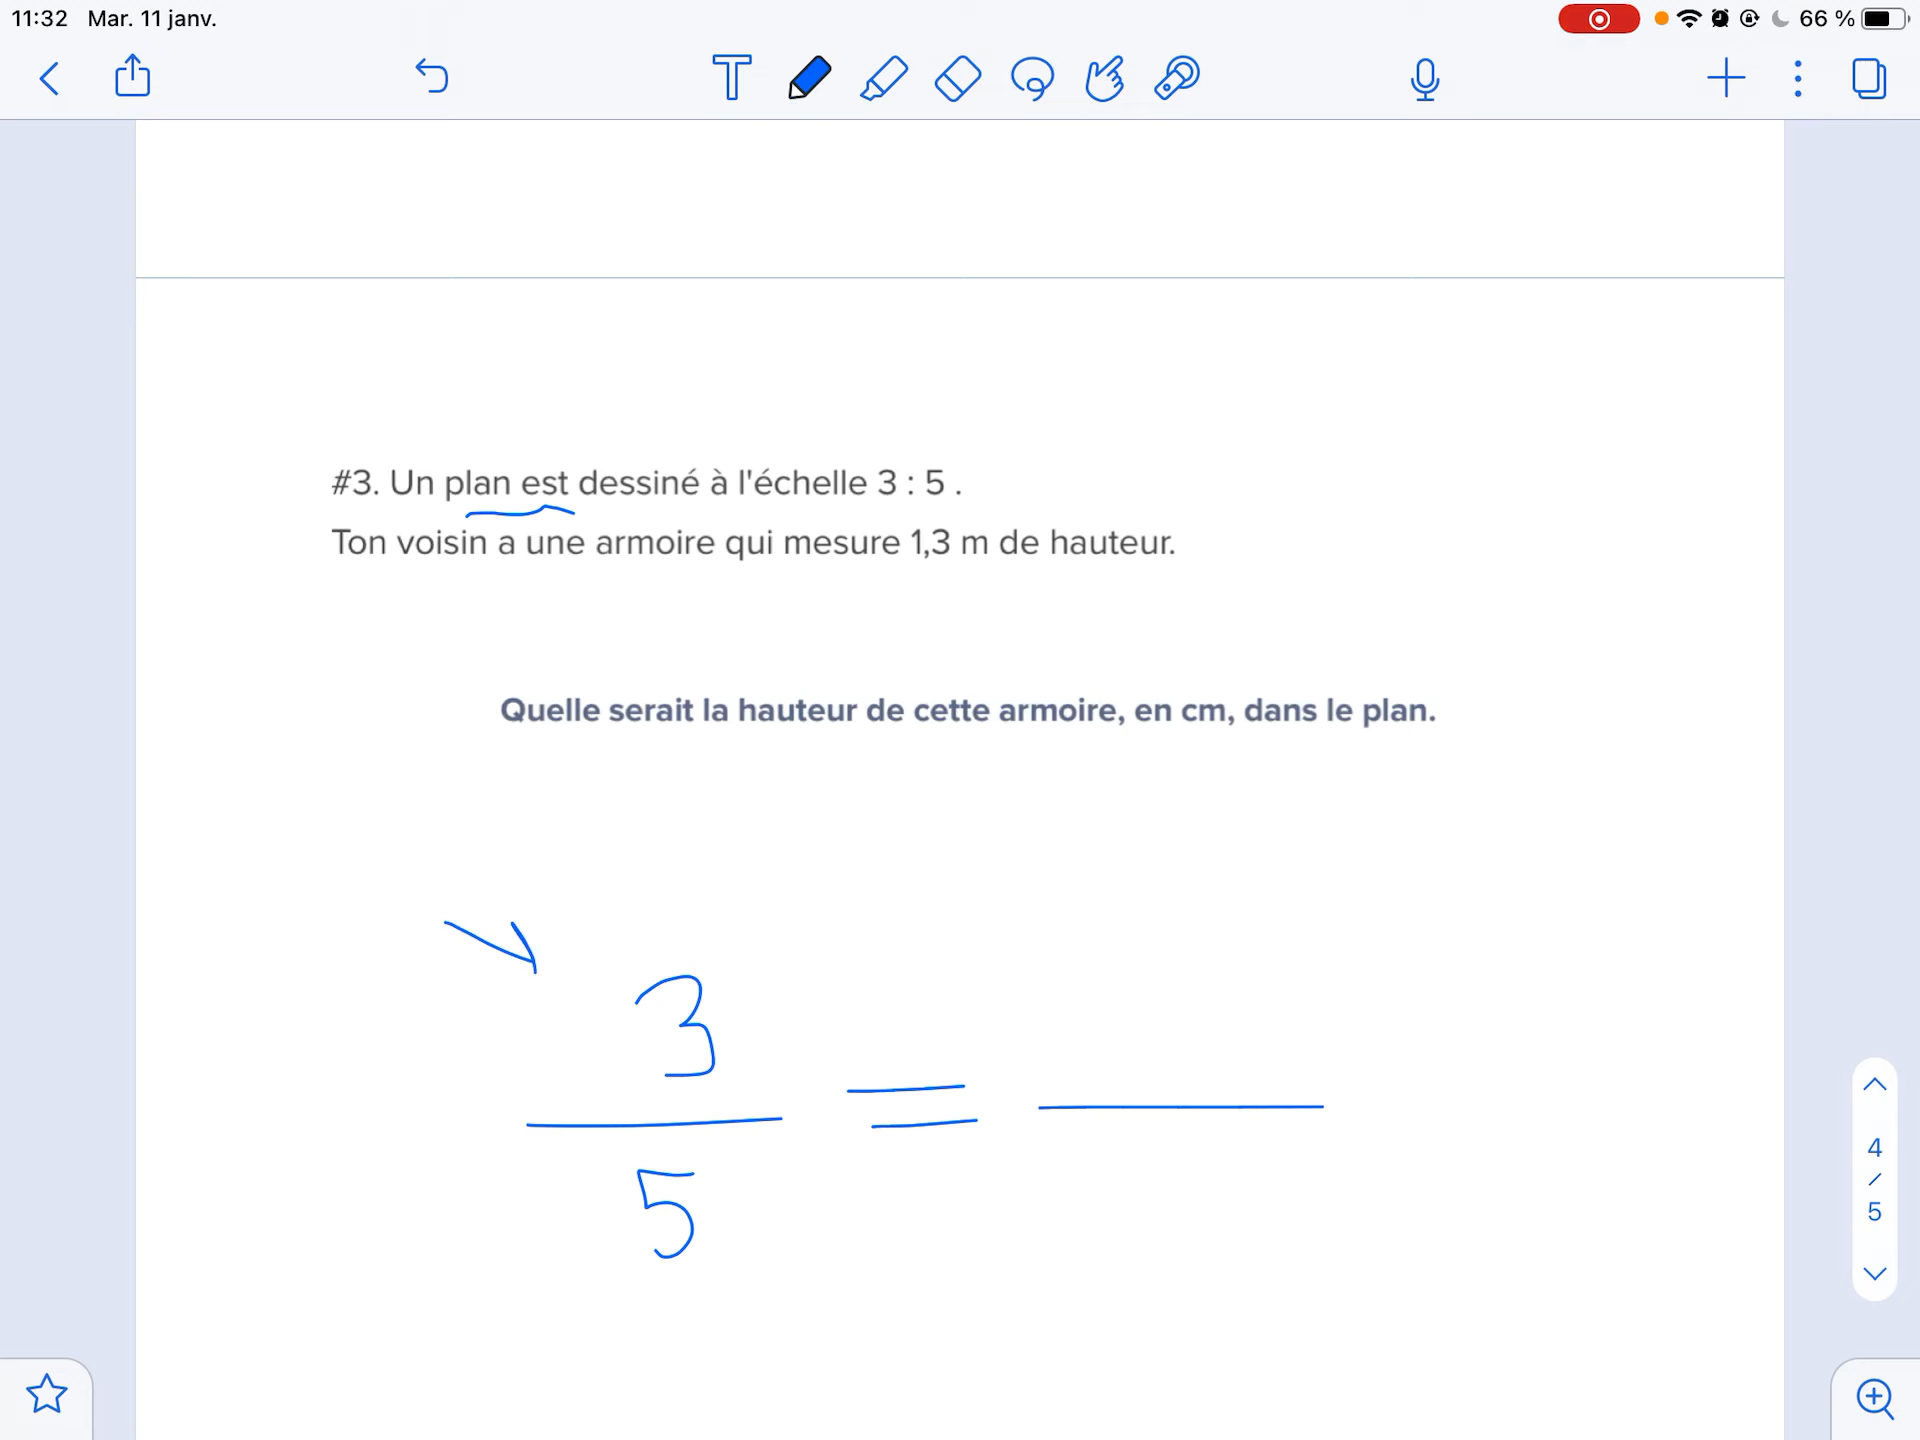 11:32 Mar. 11 janv. 66 %
T
#3. Un plan est dessiné à l'échelle 3 : 5 .
Ton voisin a une armoire qui mesure 1,3 m de hauteur.
Quelle serait la hauteur de cette armoire, en cm, dans le plan.
3
=
5
4
/
5